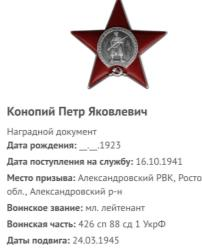 Конопий Петр Яковлевич
Наградной документ
Дата рождения: __.__.1923
Дата поступления на службу: 16.10.1941
Место призыва: Александровский РВК, Росто
обл., Александровский р-н
Воинское звание: мл. лейтенант
Воинская часть: 426 сп 88 сд 1 УкрФ
Даты подвига: 24.03.1945